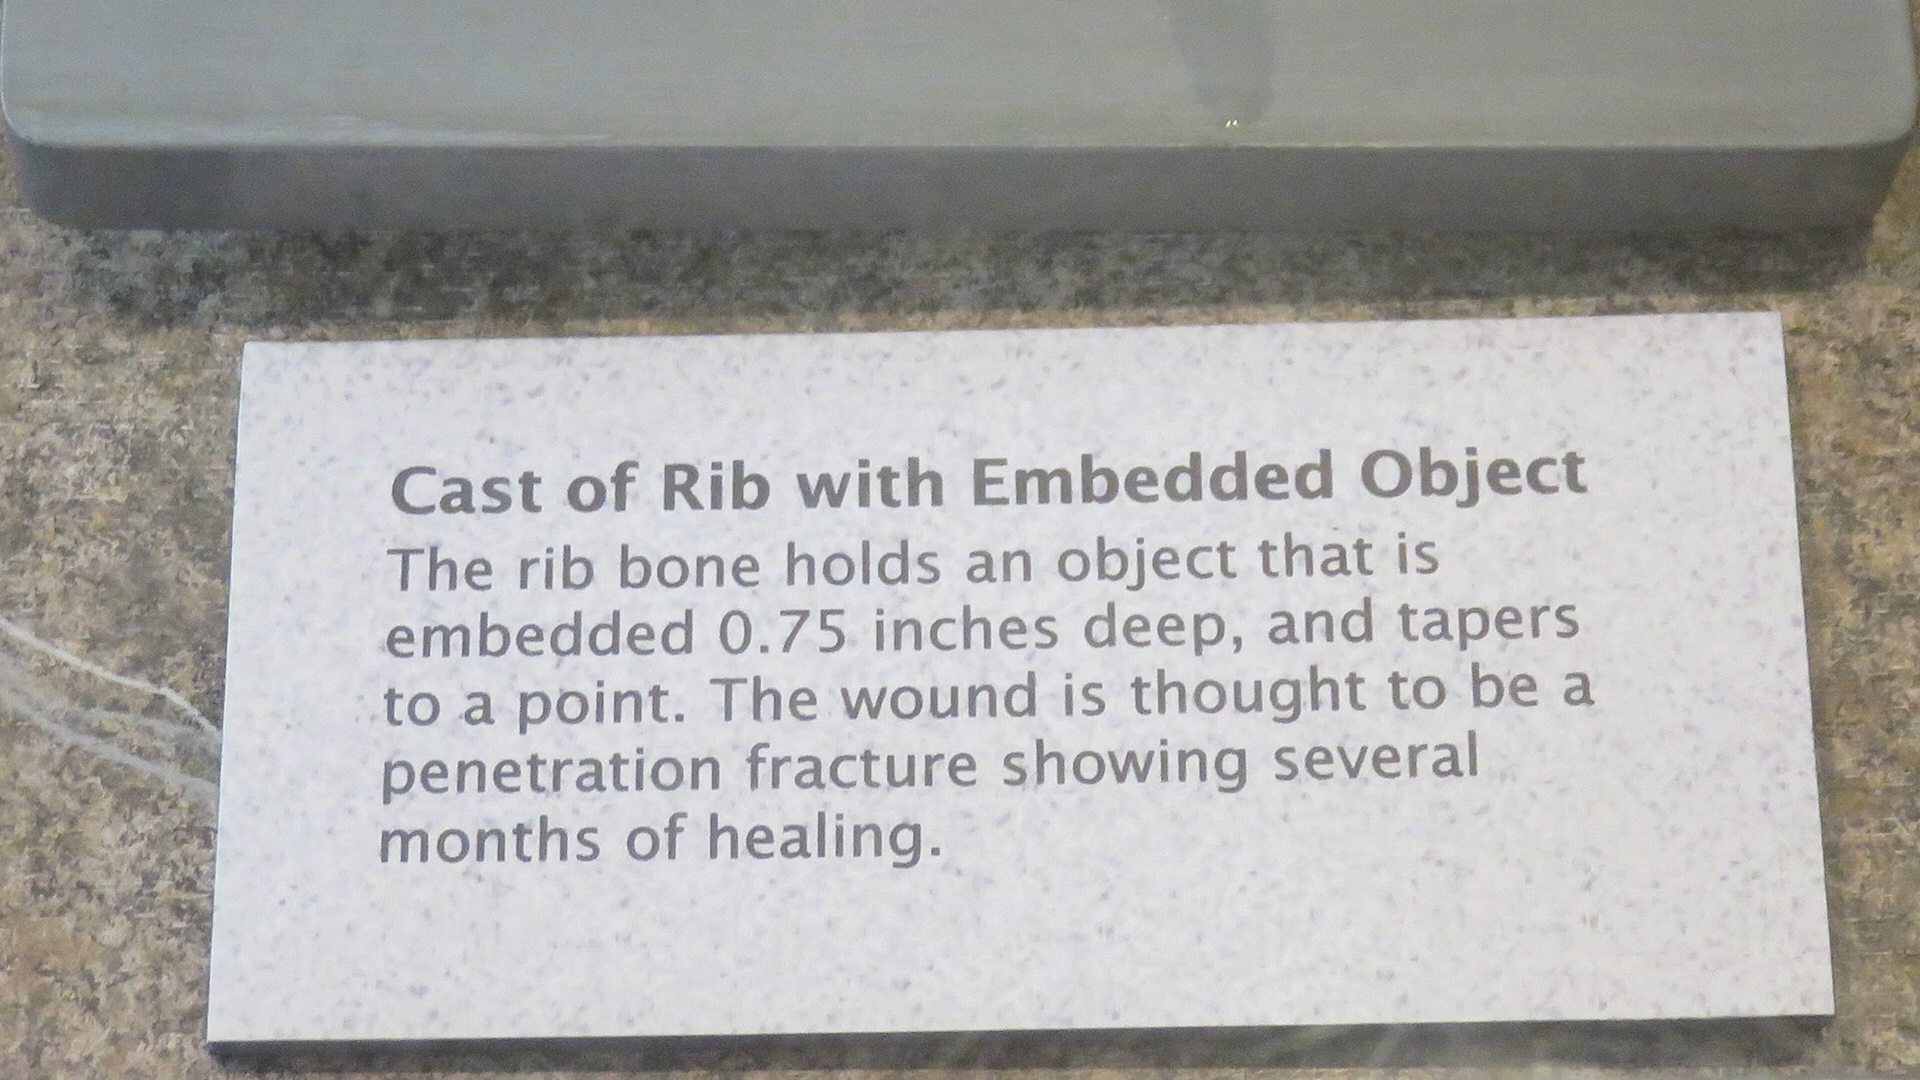 Cast of Rib with Embedded Object
The rib bone holds an object that is
embedded 0.75 inches deep, and tapers
to a point. The wound is thought to be a
penetration fracture showing several
months of healing.